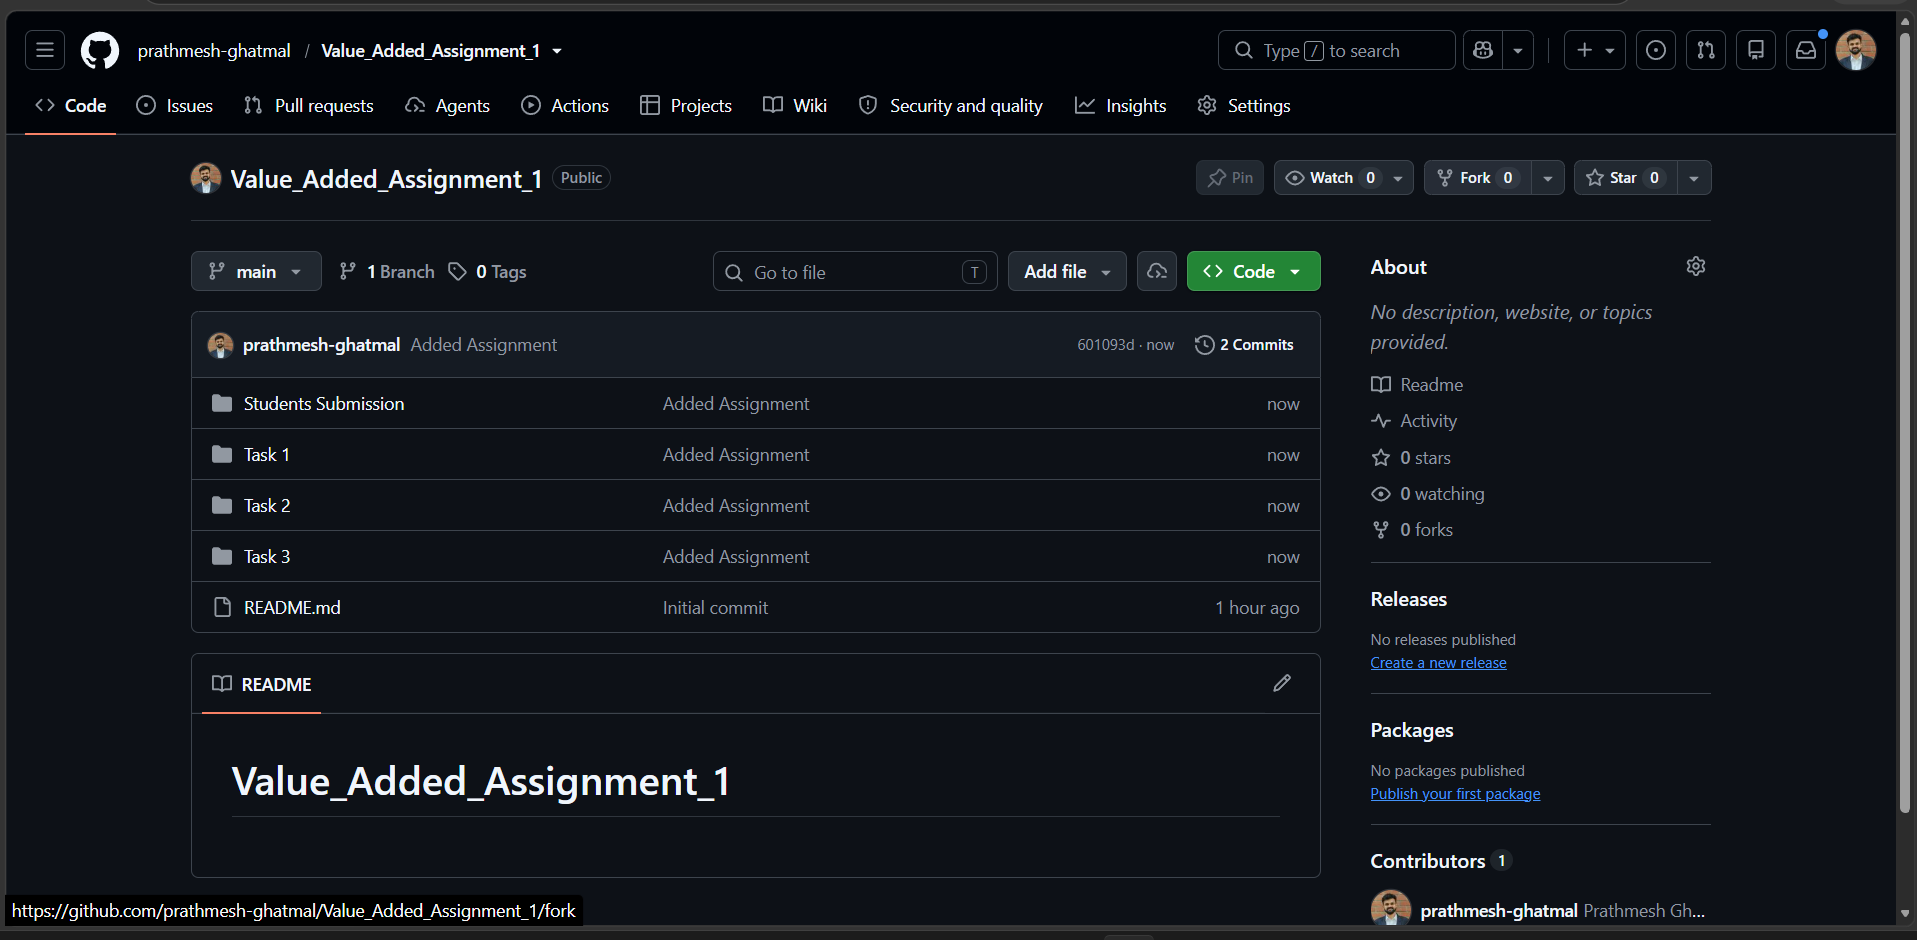 prathmesh-ghatmal / Value_Added_Assignment_1
Type / to search
Code Issues Pull requests Agents Actions Projects Wiki Security and quality Insights Settings
Value_Added_Assignment_1 Public
Pin Watch 0 Fork 0 Star 0
main 1 Branch 0 Tags
Go to file T Add file Code
prathmesh-ghatmal Added Assignment 601093d · now 2 Commits
Students Submission Added Assignment now
Task 1 Added Assignment now
Task 2 Added Assignment now
Task 3 Added Assignment now
README.md Initial commit 1 hour ago
README
Value_Added_Assignment_1
About
No description, website, or topics
provided.
Readme
Activity
0 stars
0 watching
0 forks
Releases
No releases published
Create a new release
Packages
No packages published
Publish your first package
Contributors 1
prathmesh-ghatmal Prathmesh Gh...
https://github.com/prathmesh-ghatmal/Value_Added_Assignment_1/fork